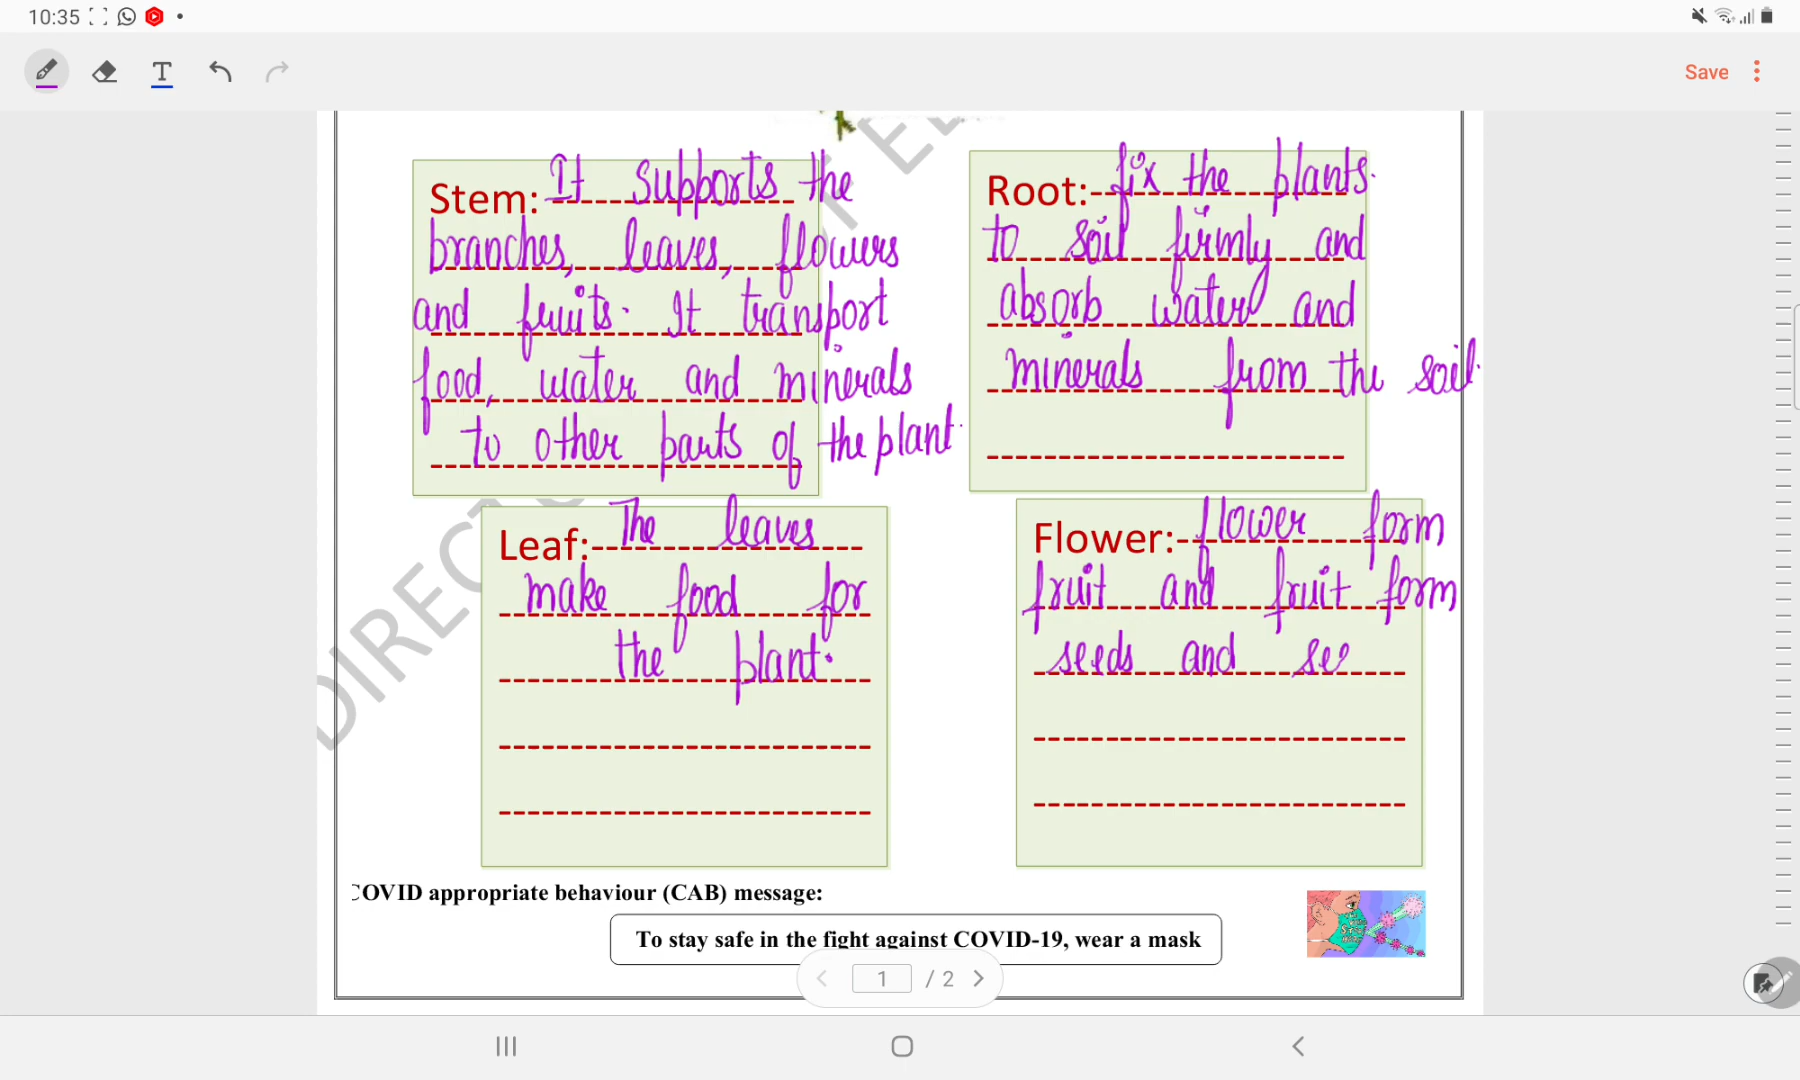 10:35
Save
DIRECT
Y EL
Stem: It supports the
branches, leaves, flowers
and fruits. It transport
food, water and minerals
to other parts of the plant.
Root: fix the plants.
to soil firmly and
absorb water and
minerals from the soil.
Leaf: The leaves
make food for
the plant.
Flower: flower form
fruit and fruit form
seeds and see
COVID appropriate behaviour (CAB) message:
To stay safe in the fight against COVID-19, wear a mask
1 / 2